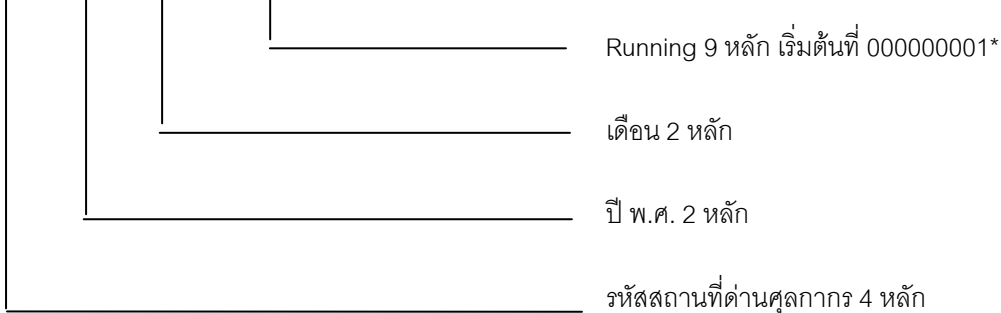 Running 9 หลัก เริ่มต้นที่ 000000001*
เดือน 2 หลัก
ปี พ.ศ. 2 หลัก
รหัสสถานที่ด่านศุลกากร 4 หลัก